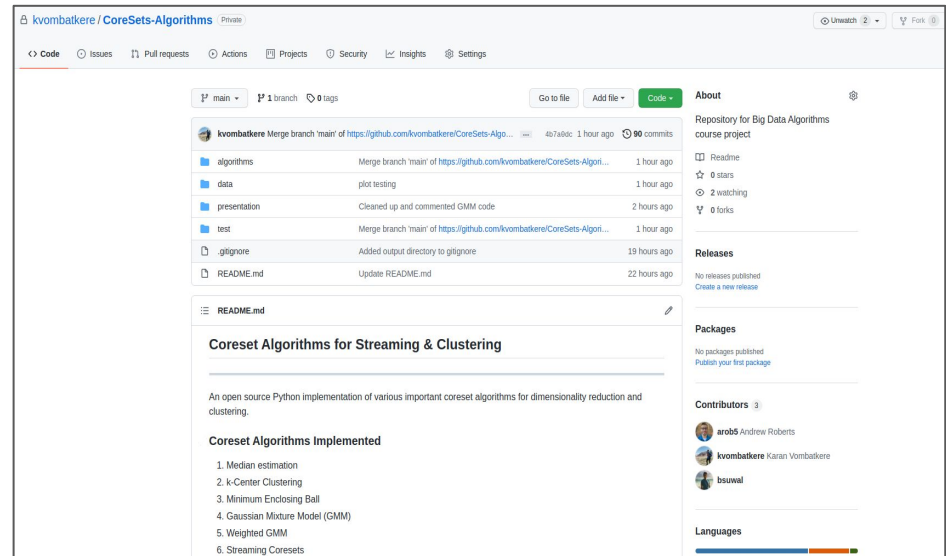 kvombatkere / CoreSets-Algorithms Private
Unwatch 2 Fork 0
<> Code Issues Pull requests Actions Projects Security Insights Settings
main 1 branch 0 tags Go to file Add file Code
kvombatkere Merge branch 'main' of https://github.com/kvombatkere/CoreSets-Algo... ... 4b7a0dc 1 hour ago 90 commits
algorithms Merge branch 'main' of https://github.com/kvombatkere/CoreSets-Algori... 1 hour ago
data plot testing 1 hour ago
presentation Cleaned up and commented GMM code 2 hours ago
test Merge branch 'main' of https://github.com/kvombatkere/CoreSets-Algori... 1 hour ago
.gitignore Added output directory to gitignore 19 hours ago
README.md Update README.md 22 hours ago
README.md
Coreset Algorithms for Streaming & Clustering
An open source Python implementation of various important coreset algorithms for dimensionality reduction and
clustering.
Coreset Algorithms Implemented
1. Median estimation
2. k-Center Clustering
3. Minimum Enclosing Ball
4. Gaussian Mixture Model (GMM)
5. Weighted GMM
6. Streaming Coresets
About
Repository for Big Data Algorithms
course project
Readme
0 stars
2 watching
0 forks
Releases
No releases published
Create a new release
Packages
No packages published
Publish your first package
Contributors 3
arob5 Andrew Roberts
kvombatkere Karan Vombatkere
bsuwal
Languages